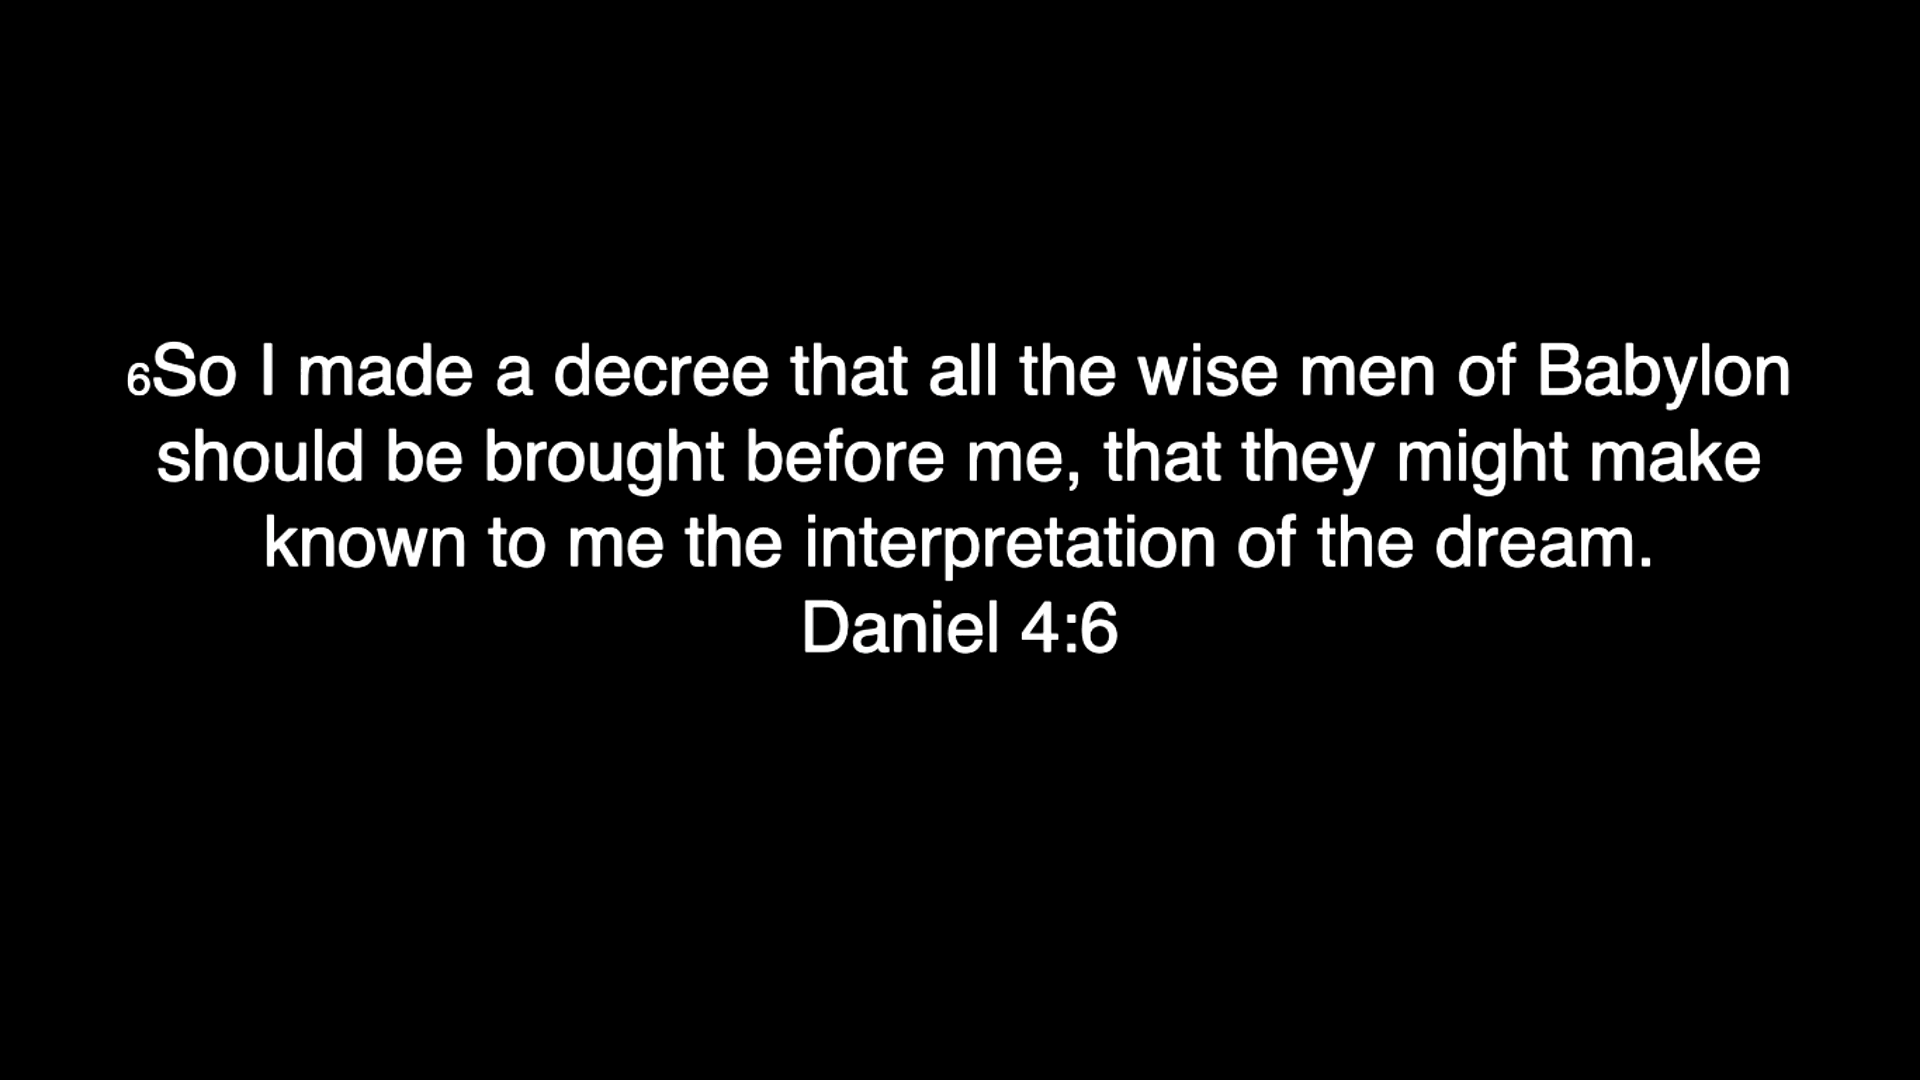 6So I made a decree that all the wise men of Babylon
should be brought before me, that they might make
known to me the interpretation of the dream.
Daniel 4:6